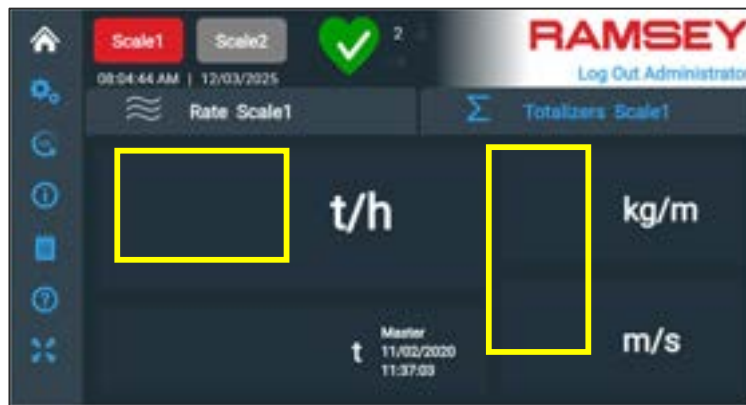 Scale1 Scale2 2 RAMSEY
08:04:44 AM | 12/03/2025 Log Out Administrator
Rate Scale1 Σ Totalizers Scale1
t/h kg/m
t Master
11/02/2020
11:37:03
m/s